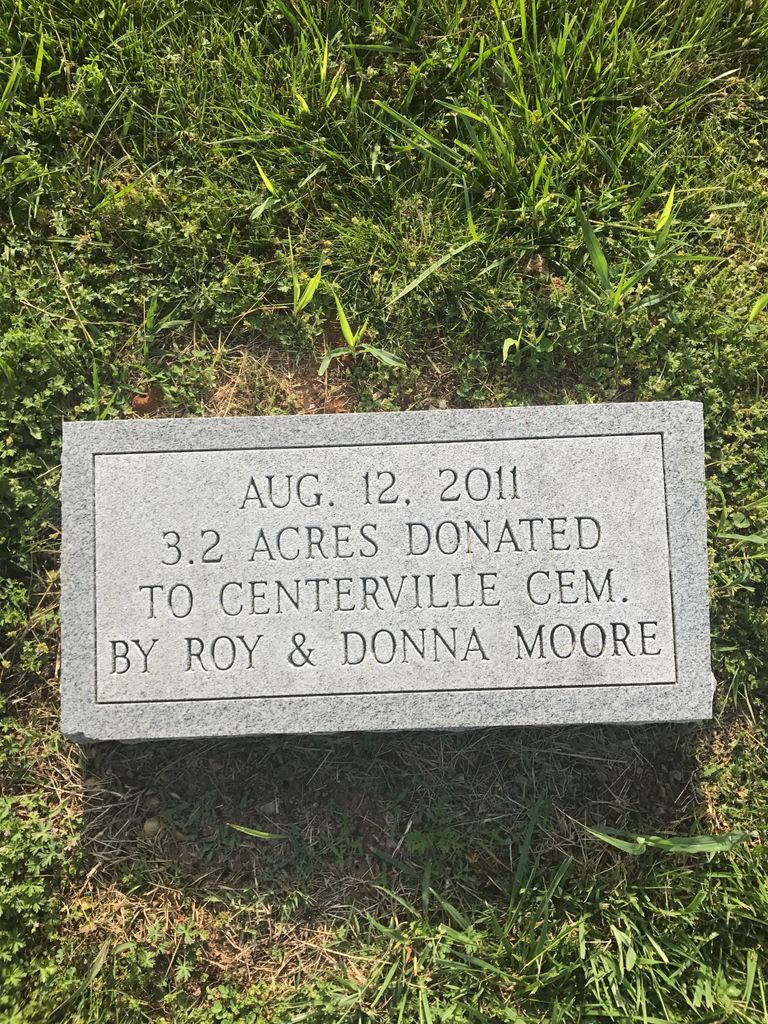 AUG. 12, 2011
3.2 ACRES DONATED
TO CENTERVILLE CEM.
BY ROY & DONNA MOORE